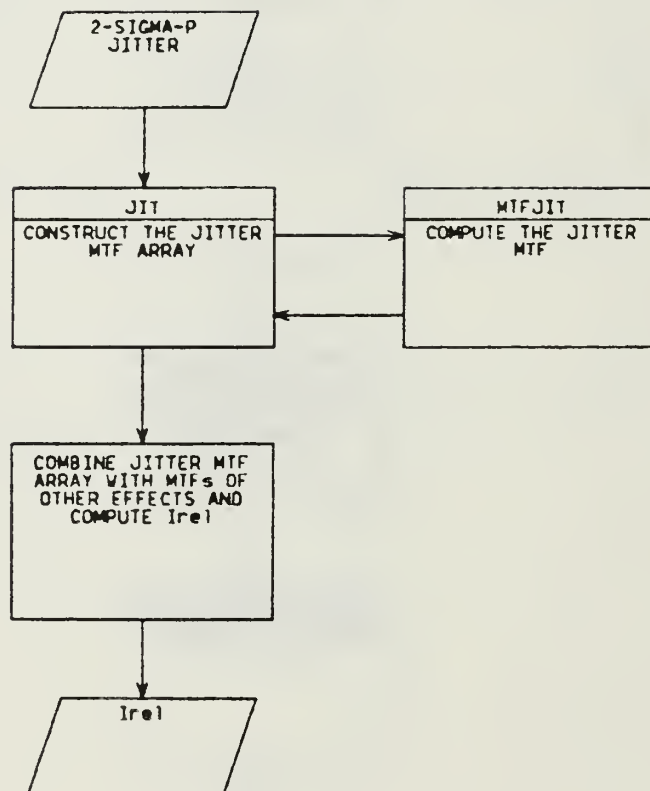 2-SIGMA-P
JITTER
JIT
CONSTRUCT THE JITTER
MTF ARRAY
MTFJIT
COMPUTE THE JITTER
MTF
COMBINE JITTER MTF
ARRAY WITH MTFs OF
OTHER EFFECTS AND
COMPUTE Irel
Irel